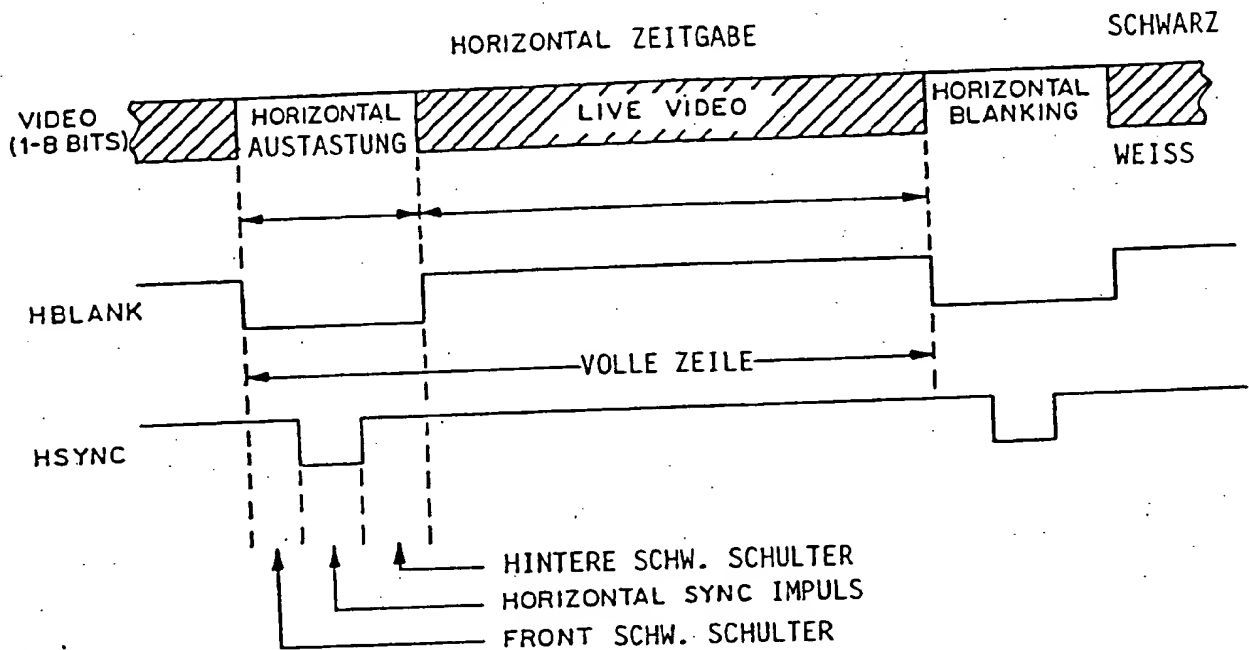 HORIZONTAL ZEITGABE
SCHWARZ
VIDEO
(1-8 BITS)
HORIZONTAL
AUSTASTUNG
LIVE VIDEO
HORIZONTAL
BLANKING
WEISS
HBLANK
VOLLE ZEILE
HSYNC
HINTERE SCHW. SCHULTER
HORIZONTAL SYNC IMPULS
FRONT SCHW. SCHULTER